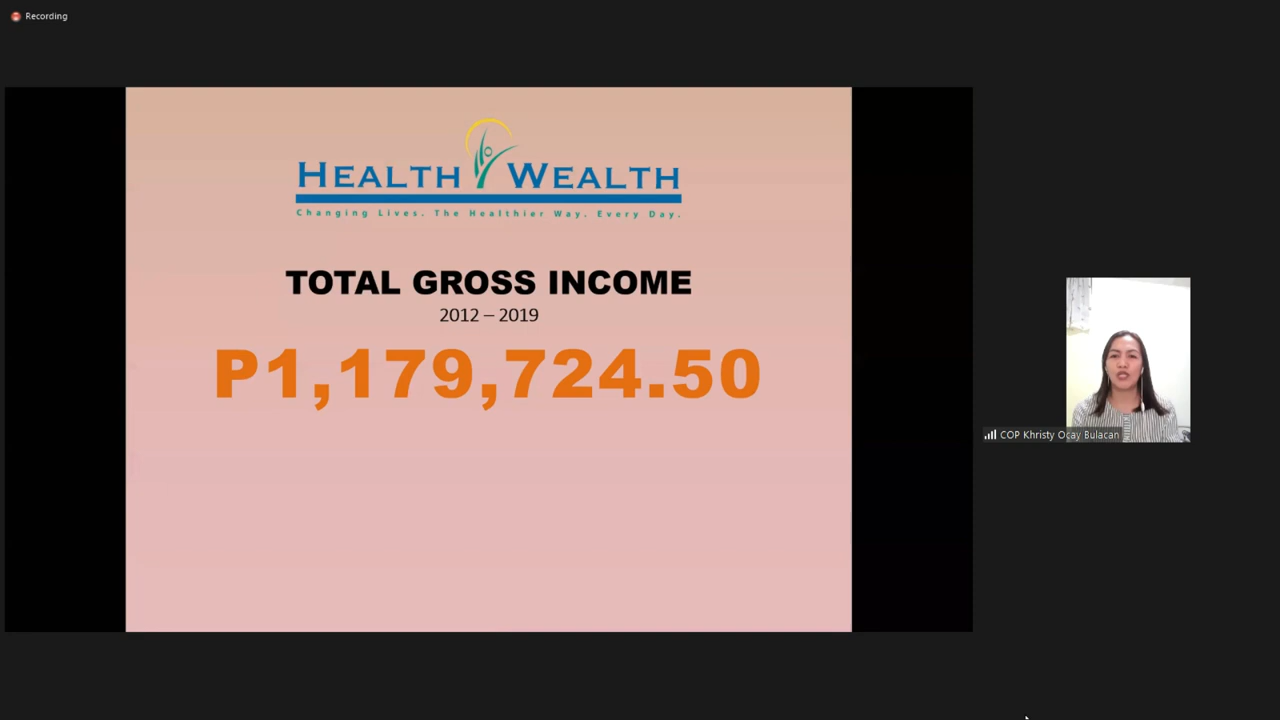 Recording
HEALTH WEALTH
Changing Lives. The Healthier Way. Every Day.
TOTAL GROSS INCOME
2012 – 2019
P1,179,724.50
COP Khristy Ocay Bulacan